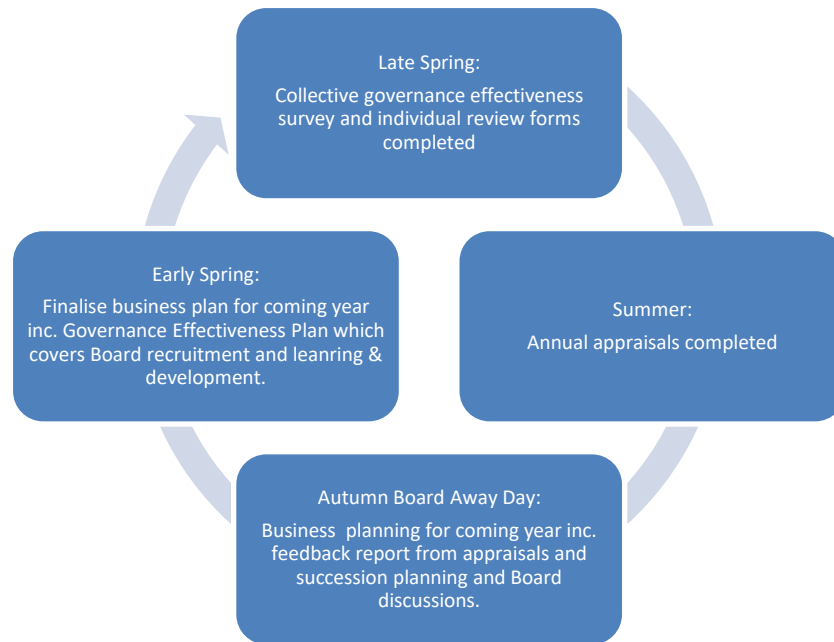 Late Spring:
Collective governance effectiveness
survey and individual review forms
completed
Summer:
Annual appraisals completed
Autumn Board Away Day:
Business  planning for coming year inc.
feedback report from appraisals and
succession planning and Board
discussions.
Early Spring:
Finalise business plan for coming year
inc. Governance Effectiveness Plan which
covers Board recruitment and leanring &
development.